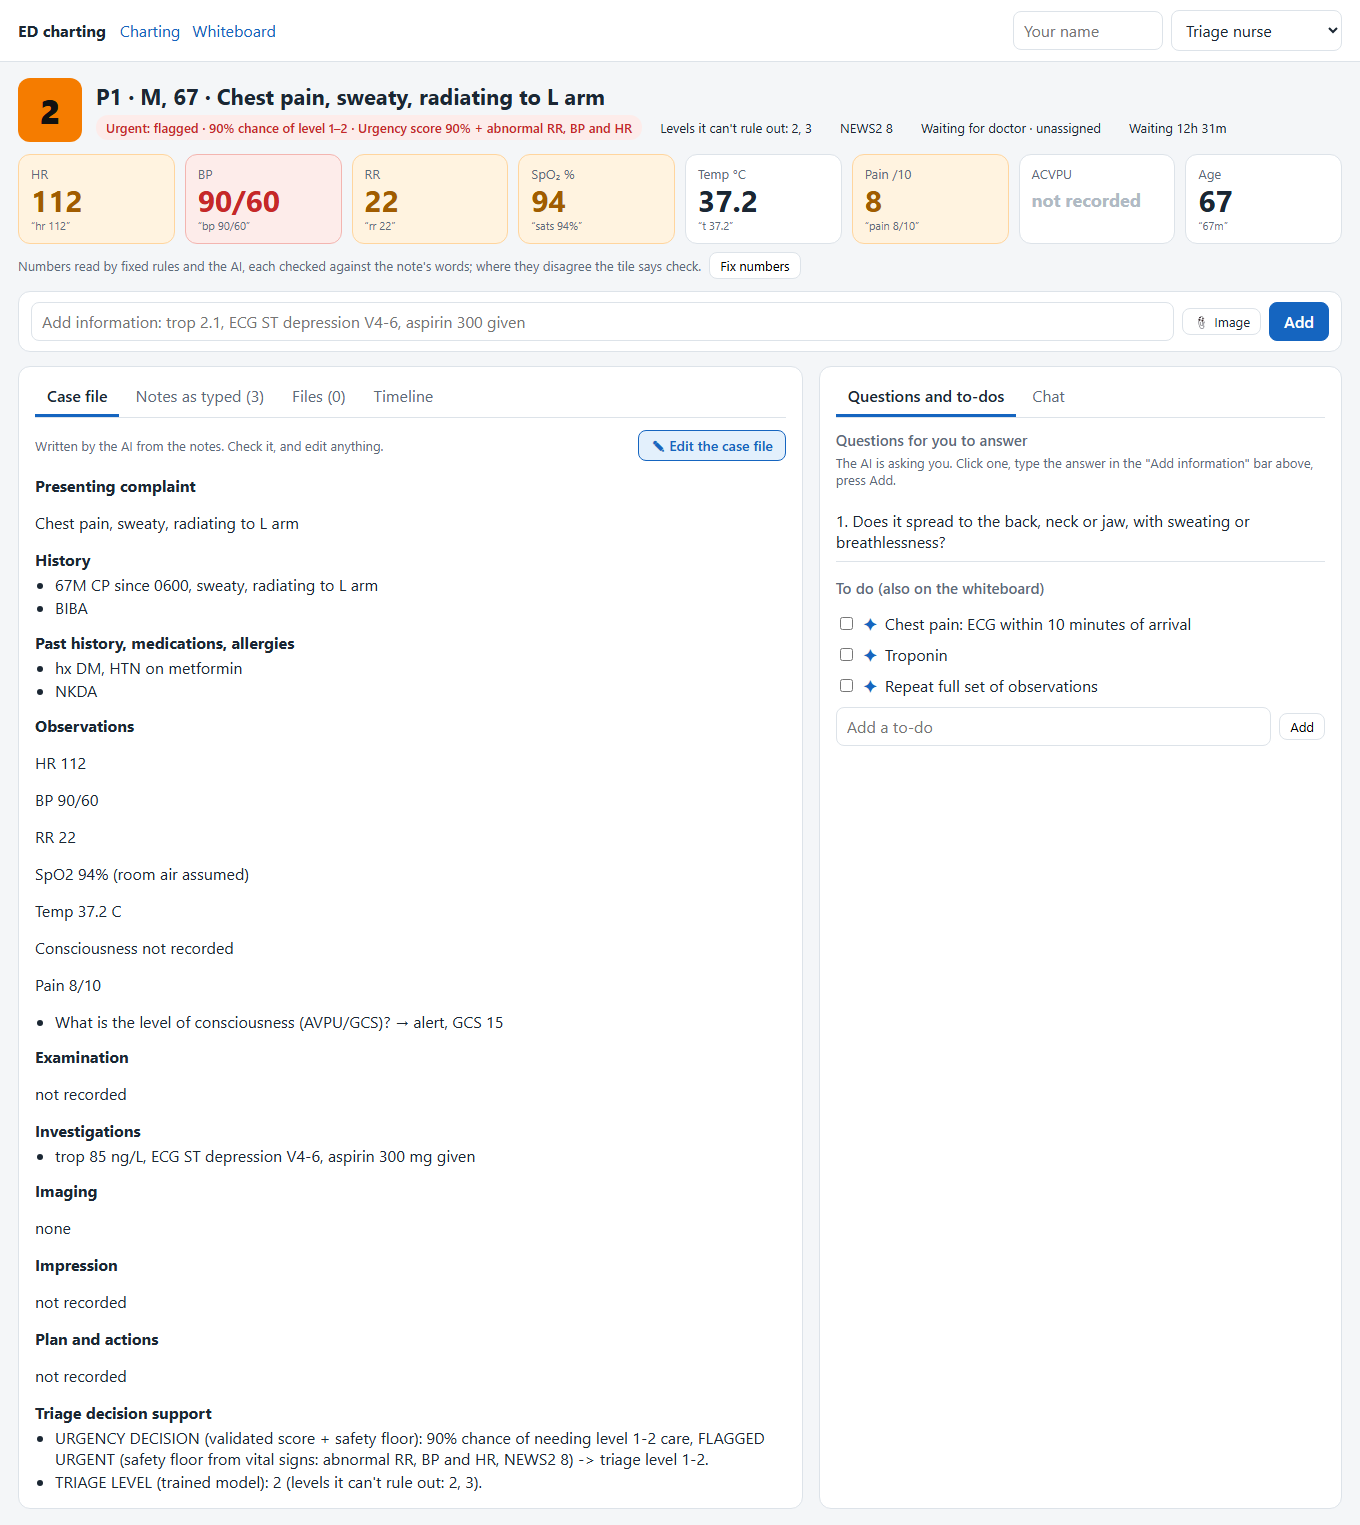 ED charting Charting Whiteboard Your name Triage nurse
2
P1 · M, 67 · Chest pain, sweaty, radiating to L arm
Urgent: flagged · 90% chance of level 1–2 · Urgency score 90% + abnormal RR, BP and HR Levels it can't rule out: 2, 3 NEWS2 8 Waiting for doctor · unassigned Waiting 12h 31m
HR
112
"hr 112"
BP
90/60
"bp 90/60"
RR
22
"rr 22"
SpO₂ %
94
"sats 94%"
Temp °C
37.2
"t 37.2"
Pain /10
8
"pain 8/10"
ACVPU
not recorded
Age
67
"67m"
Numbers read by fixed rules and the AI, each checked against the note's words; where they disagree the tile says check. Fix numbers
Add information: trop 2.1, ECG ST depression V4-6, aspirin 300 given Image Add
Case file Notes as typed (3) Files (0) Timeline
Written by the AI from the notes. Check it, and edit anything. Edit the case file
Presenting complaint
Chest pain, sweaty, radiating to L arm
History
• 67M CP since 0600, sweaty, radiating to L arm
• BIBA
Past history, medications, allergies
• hx DM, HTN on metformin
• NKDA
Observations
HR 112
BP 90/60
RR 22
SpO2 94% (room air assumed)
Temp 37.2 C
Consciousness not recorded
Pain 8/10
• What is the level of consciousness (AVPU/GCS)? → alert, GCS 15
Examination
not recorded
Investigations
• trop 85 ng/L, ECG ST depression V4-6, aspirin 300 mg given
Imaging
none
Impression
not recorded
Plan and actions
not recorded
Triage decision support
• URGENCY DECISION (validated score + safety floor): 90% chance of needing level 1-2 care, FLAGGED
URGENT (safety floor from vital signs: abnormal RR, BP and HR, NEWS2 8) -> triage level 1-2.
• TRIAGE LEVEL (trained model): 2 (levels it can't rule out: 2, 3).
Questions and to-dos Chat
Questions for you to answer
The AI is asking you. Click one, type the answer in the "Add information" bar above,
press Add.
1. Does it spread to the back, neck or jaw, with sweating or
breathlessness?
To do (also on the whiteboard)
Chest pain: ECG within 10 minutes of arrival
Troponin
Repeat full set of observations
Add a to-do Add